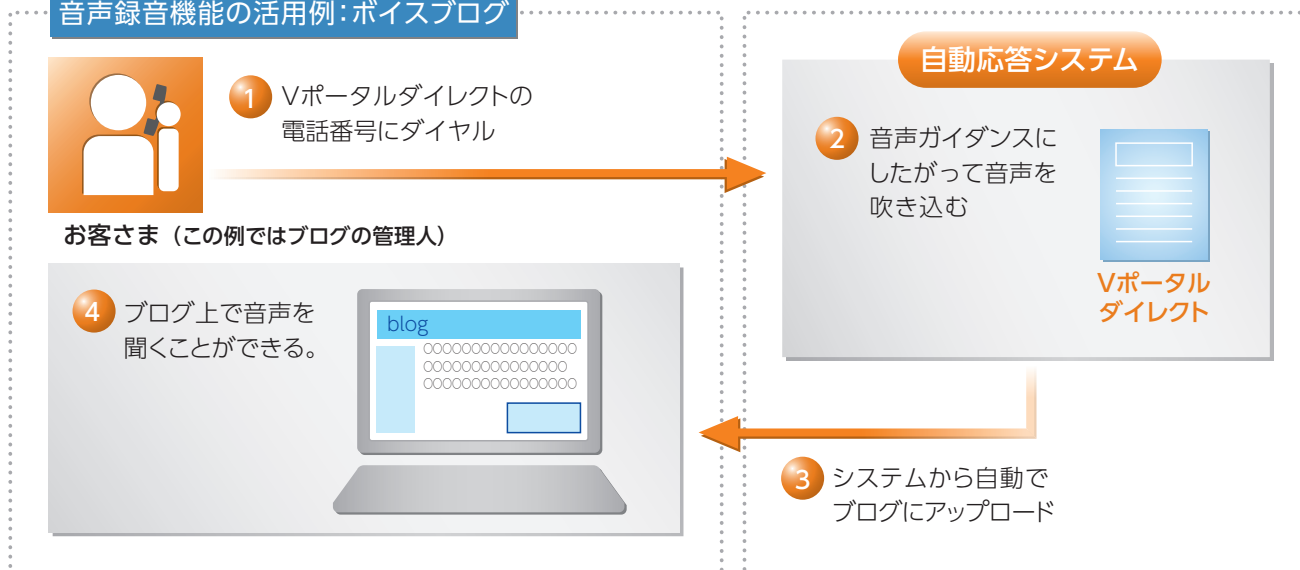 音声録音機能の活用例:ボイスブログ
1 Vポータルダイレクトの
電話番号にダイヤル
お客さま（この例ではブログの管理人）
自動応答システム
2 音声ガイダンスに
したがって音声を
吹き込む
Vポータル
ダイレクト
3 システムから自動で
ブログにアップロード
4 ブログ上で音声を
聞くことができる。
blog
○○○○○○○○○○○○○○○○
○○○○○○○○○○○○○○○
○○○○○○○○○○○○○○○○